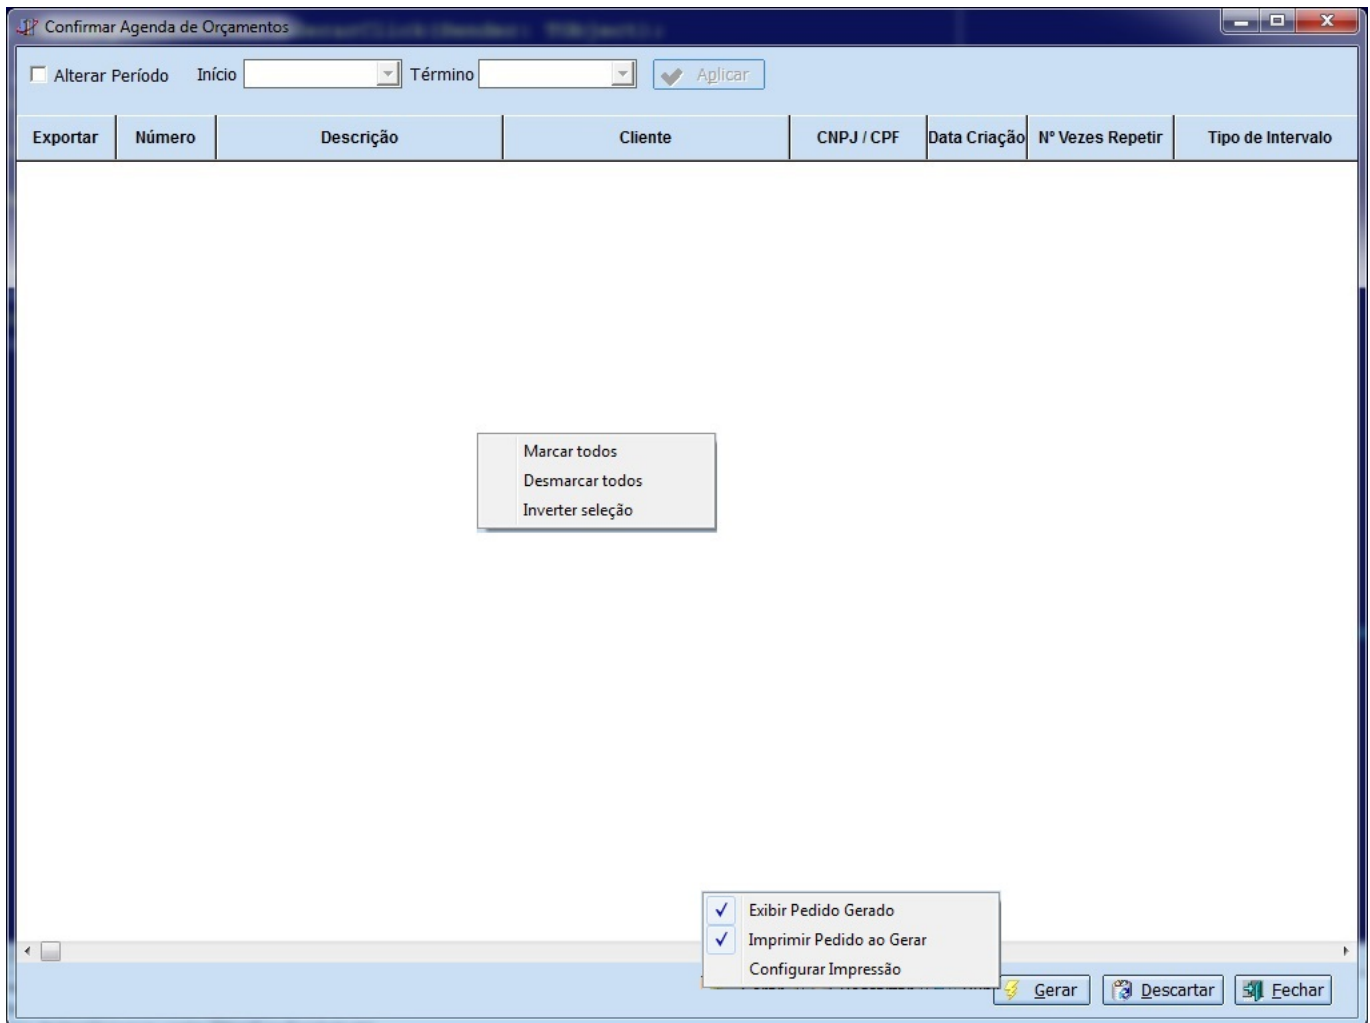 Confirmar Agenda de Orçamentos
Alterar Período Início Término Aplicar
Exportar Número Descrição Cliente CNPJ / CPF Data Criação Nº Vezes Repetir Tipo de Intervalo
Marcar todos
Desmarcar todos
Inverter seleção
Exibir Pedido Gerado
Imprimir Pedido ao Gerar
Configurar Impressão
Gerar Descartar Fechar